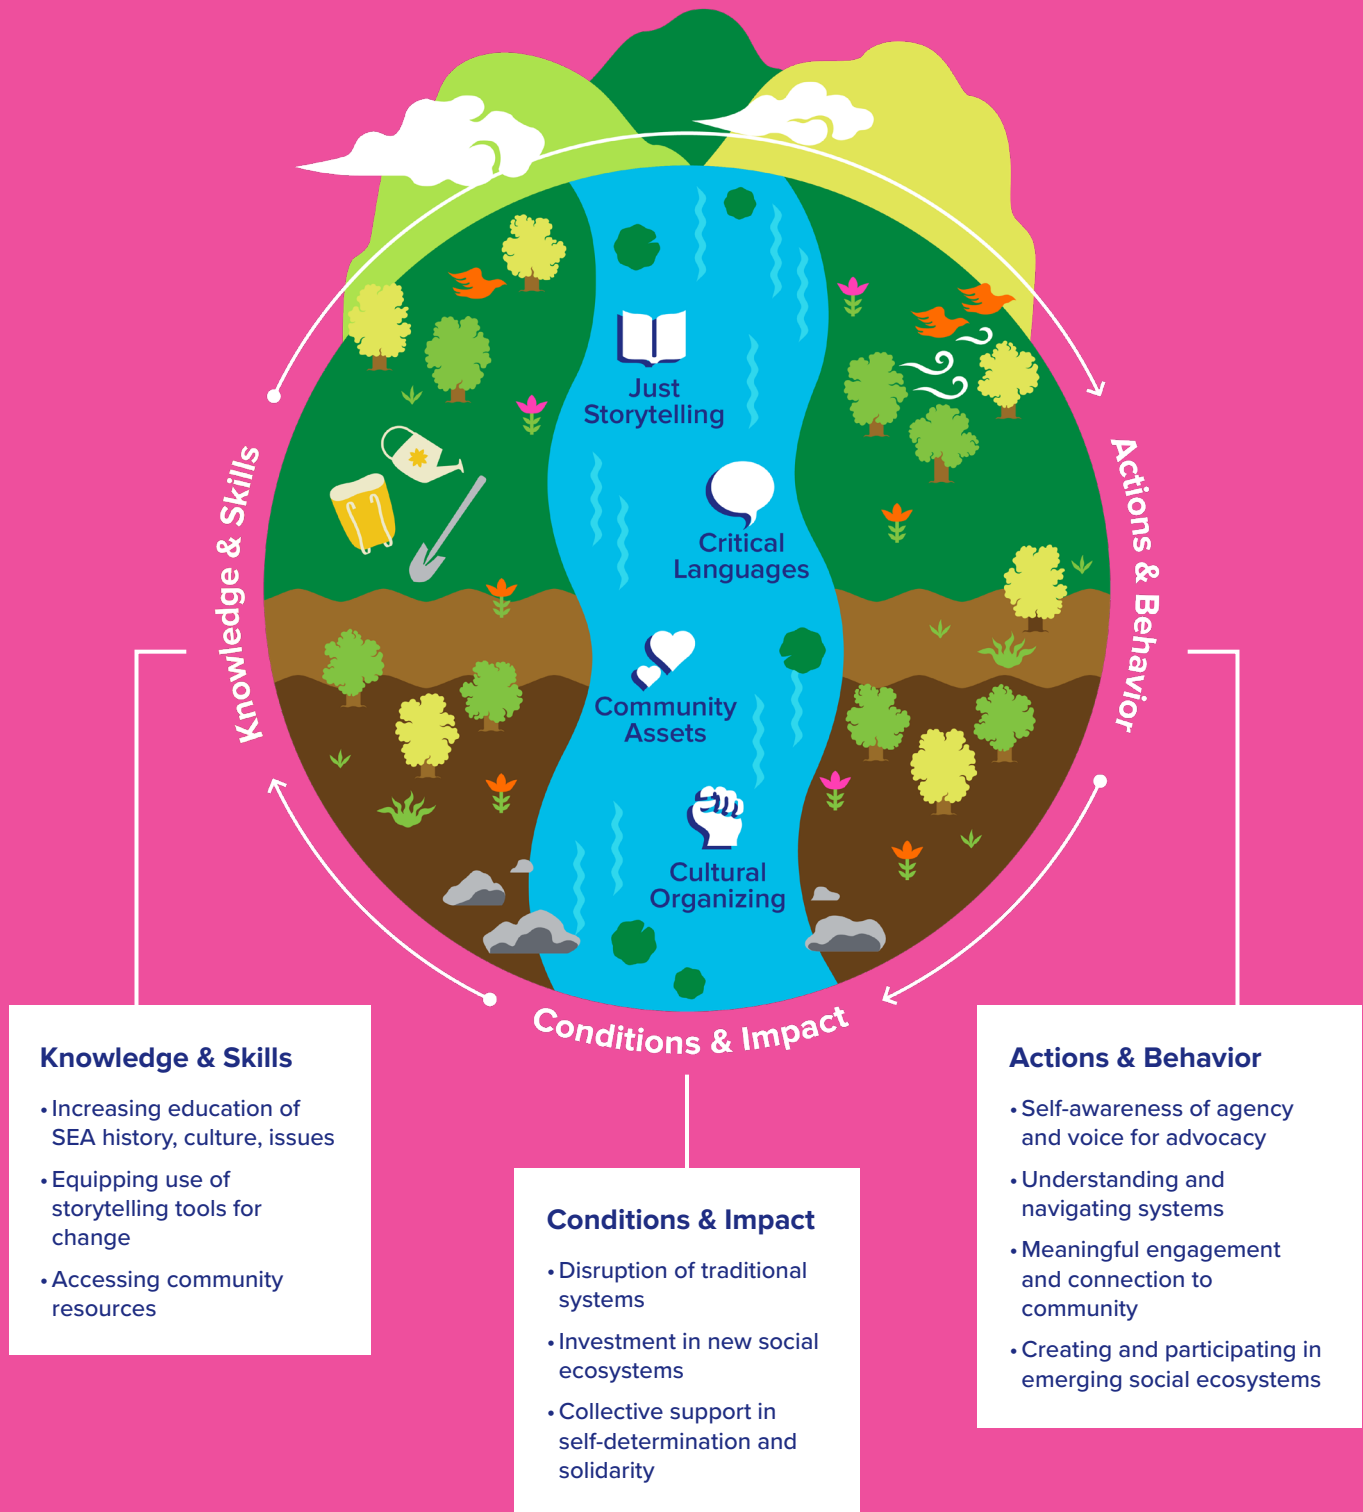 Just
Storytelling
Critical
Languages
Community
Assets
Cultural
Organizing
Knowledge & Skills
Actions & Behavior
Conditions & Impact
Knowledge & Skills
• Increasing education of
SEA history, culture, issues
• Equipping use of
storytelling tools for
change
• Accessing community
resources
Conditions & Impact
• Disruption of traditional
systems
• Investment in new social
ecosystems
• Collective support in
self-determination and
solidarity
Actions & Behavior
• Self-awareness of agency
and voice for advocacy
• Understanding and
navigating systems
• Meaningful engagement
and connection to
community
• Creating and participating in
emerging social ecosystems